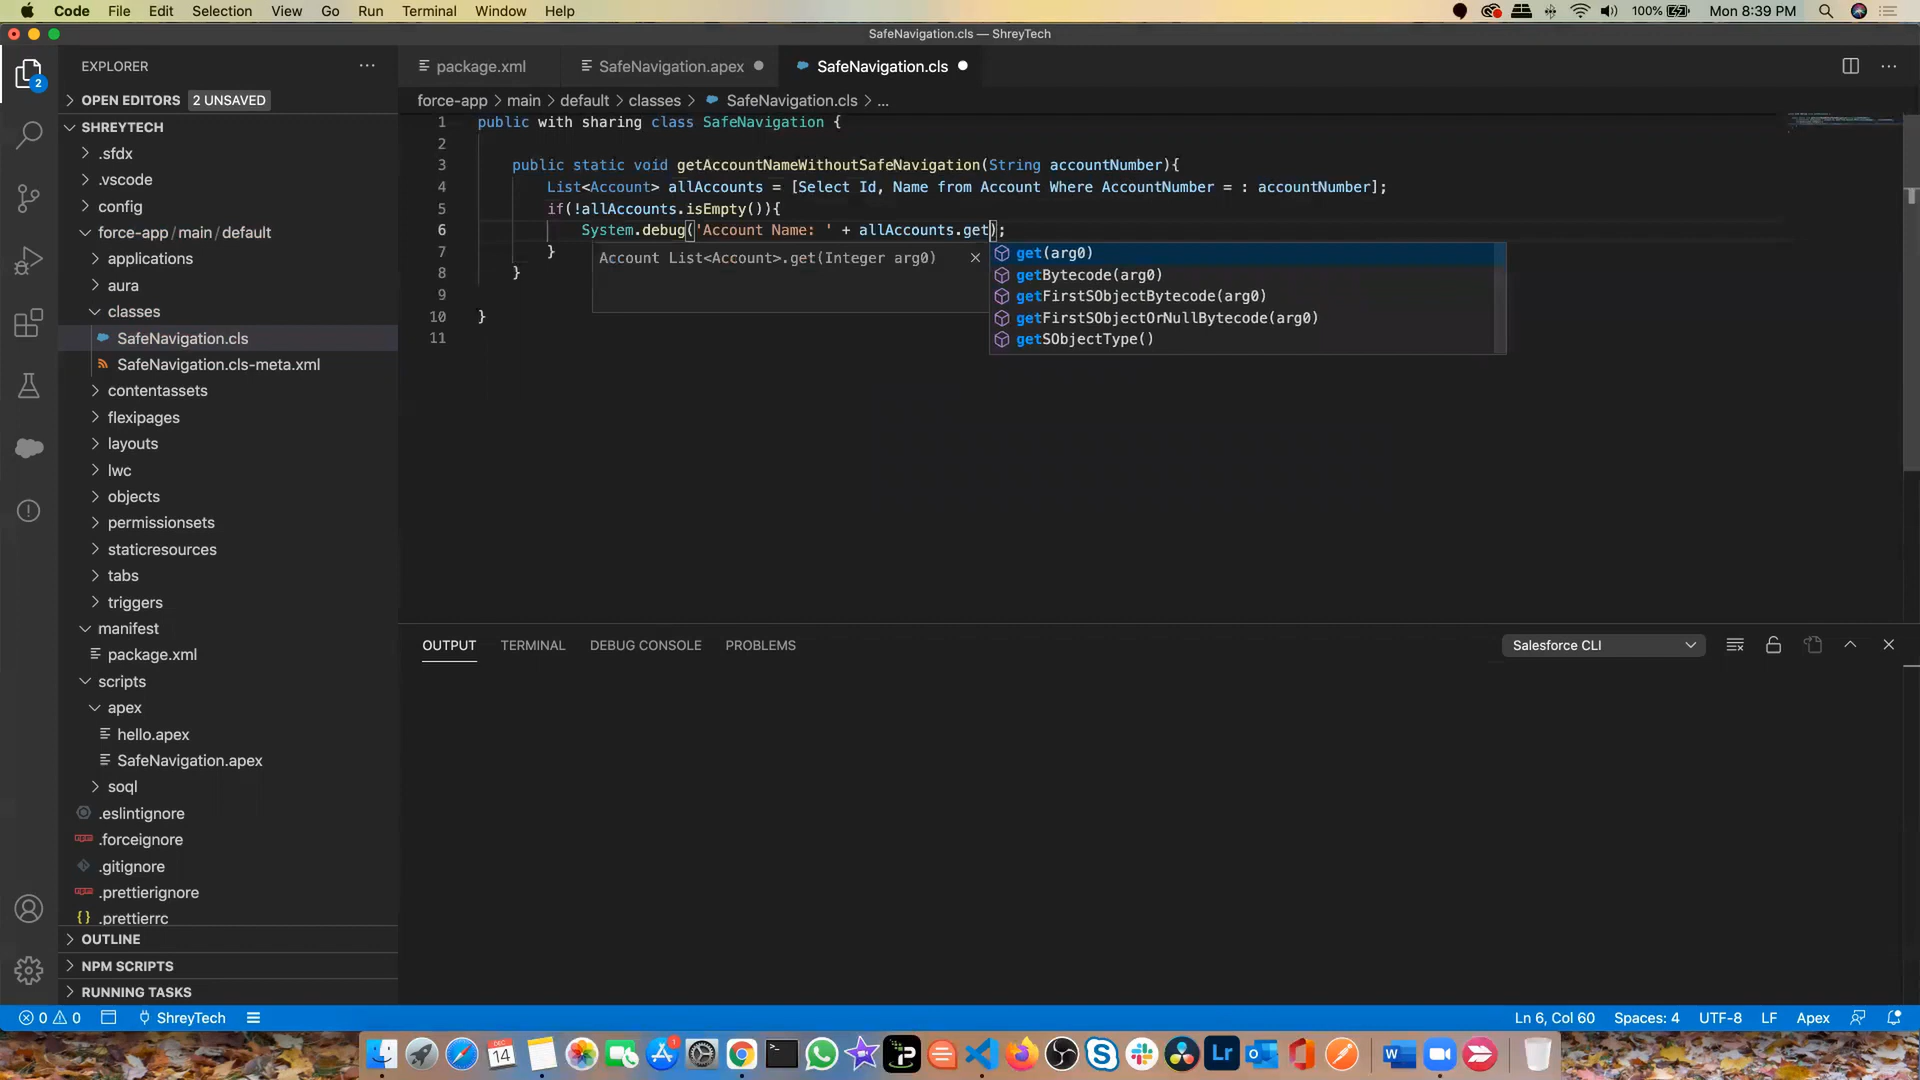 Code File Edit Selection View Go Run Terminal Window Help 100% Mon 8:39 PM
SafeNavigation.cls — ShreyTech
EXPLORER
OPEN EDITORS 2 UNSAVED
SHREYTECH
.sfdx
.vscode
config
force-app / main / default
applications
aura
classes
SafeNavigation.cls
SafeNavigation.cls-meta.xml
contentassets
flexipages
layouts
lwc
objects
permissionsets
staticresources
tabs
triggers
manifest
package.xml
scripts
apex
hello.apex
SafeNavigation.apex
soql
.eslintignore
.forceignore
.gitignore
.prettierignore
.prettierrc
OUTLINE
NPM SCRIPTS
RUNNING TASKS
2
package.xml SafeNavigation.apex SafeNavigation.cls
force-app > main > default > classes > SafeNavigation.cls > ...
1 public with sharing class SafeNavigation {
2
3 public static void getAccountNameWithoutSafeNavigation(String accountNumber){
4 List<Account> allAccounts = [Select Id, Name from Account Where AccountNumber = : accountNumber];
5 if(!allAccounts.isEmpty()){
6 System.debug('Account Name: ' + allAccounts.get);
7 }
8 }
9
10 }
11
Account List<Account>.get(Integer arg0)
get(arg0)
getBytecode(arg0)
getFirstSObjectBytecode(arg0)
getFirstSObjectOrNullBytecode(arg0)
getSObjectType()
OUTPUT TERMINAL DEBUG CONSOLE PROBLEMS Salesforce CLI
0 0 ShreyTech Ln 6, Col 60 Spaces: 4 UTF-8 LF Apex
DEC 14 1 Lr W